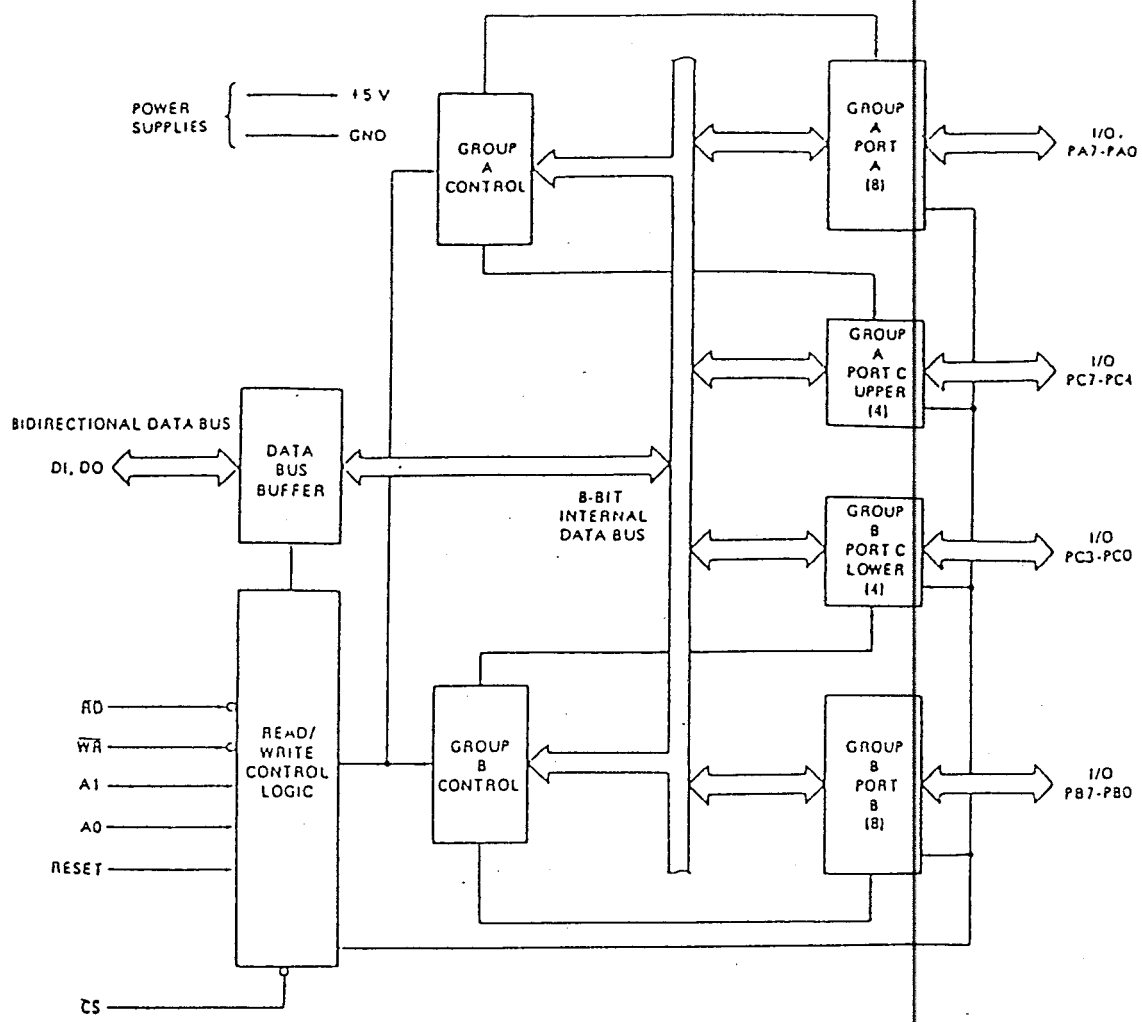 POWER
SUPPLIES
+5 V
GND
GROUP
A
CONTROL
GROUP
A
PORT
A
(8)
I/O,
PA7-PA0
GROUP
A
PORT C
UPPER
(4)
I/O
PC7-PC4
BIDIRECTIONAL DATA BUS
DI, DO
DATA
BUS
BUFFER
8-BIT
INTERNAL
DATA BUS
GROUP
B
PORT C
LOWER
(4)
I/O
PC3-PC0
RD
WR
A1
A0
RESET
CS
READ/
WRITE
CONTROL
LOGIC
GROUP
B
CONTROL
GROUP
B
PORT
B
(8)
I/O
PB7-PB0